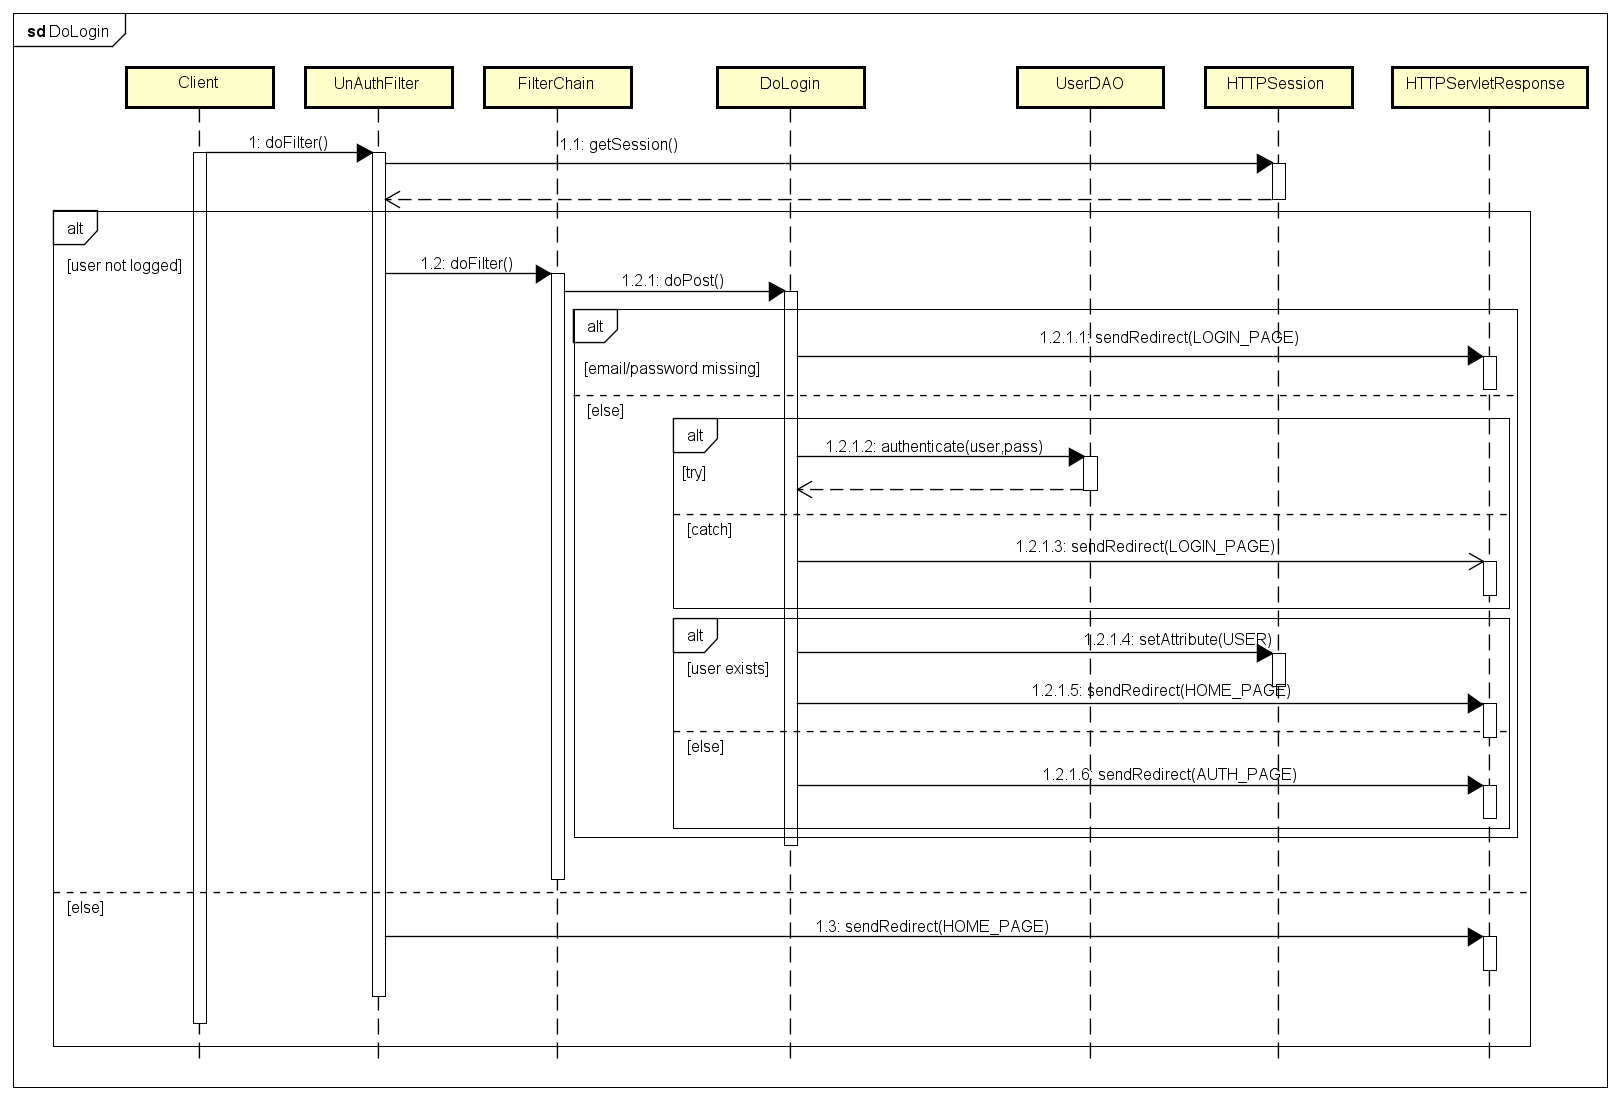 sd DoLogin
Client
UnAuthFilter
FilterChain
DoLogin
UserDAO
HTTPSession
HTTPServletResponse
1: doFilter()
1.1: getSession()
alt
[user not logged]
1.2: doFilter()
1.2.1: doPost()
alt
1.2.1.1: sendRedirect(LOGIN_PAGE)
[email/password missing]
[else]
alt
1.2.1.2: authenticate(user,pass)
[try]
[catch]
1.2.1.3: sendRedirect(LOGIN_PAGE)
alt
1.2.1.4: setAttribute(USER)
[user exists]
1.2.1.5: sendRedirect(HOME_PAGE)
[else]
1.2.1.6: sendRedirect(AUTH_PAGE)
[else]
1.3: sendRedirect(HOME_PAGE)